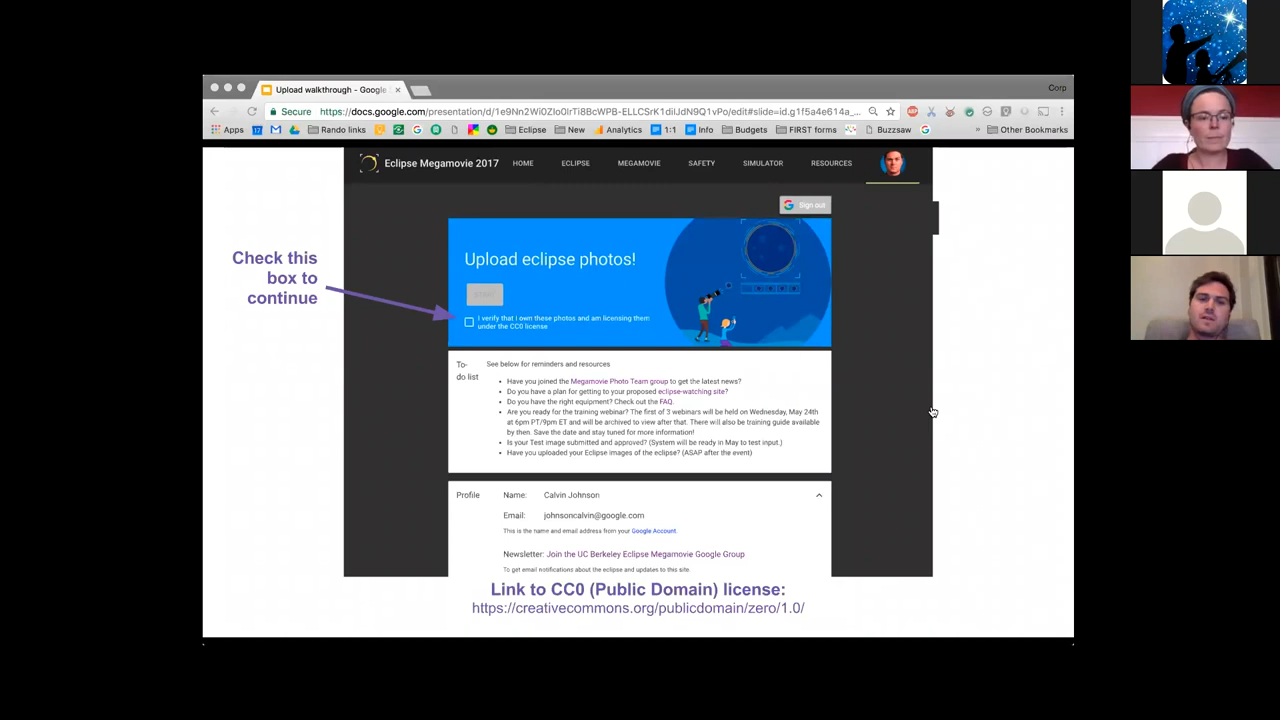 Upload walkthrough - Google
Corp
Secure
https://docs.google.com/presentation/d/1e9Nn2Wi0ZIo0lrTi8BcWPB-ELLCSrK1diIJdN9Q1vPo/edit#slide=id.g1f5a4e614a_...
Apps
17
Rando links
Eclipse
New
Analytics
1:1
Info
Budgets
FIRST forms
Buzzsaw
Other Bookmarks
Eclipse Megamovie 2017
HOME
ECLIPSE
MEGAMOVIE
SAFETY
SIMULATOR
RESOURCES
Sign out
Check this
box to
continue
Upload eclipse photos!
START
I verify that I own these photos and am licensing them
under the CC0 license
To-
do list
See below for reminders and resources
• Have you joined the Megamovie Photo Team group to get the latest news?
• Do you have a plan for getting to your proposed eclipse-watching site?
• Do you have the right equipment? Check out the FAQ.
• Are you ready for the training webinar? The first of 3 webinars will be held on Wednesday, May 24th
at 6pm PT/9pm ET and will be archived to view after that. There will also be training guide available
by then. Save the date and stay tuned for more information!
• Is your Test image submitted and approved? (System will be ready in May to test input.)
• Have you uploaded your Eclipse images of the eclipse? (ASAP after the event)
Profile
Name: Calvin Johnson
Email: johnsoncalvin@google.com
This is the name and email address from your Google Account.
Newsletter: Join the UC Berkeley Eclipse Megamovie Google Group
To get email notifications about the eclipse and updates to this site.
Link to CC0 (Public Domain) license:
https://creativecommons.org/publicdomain/zero/1.0/